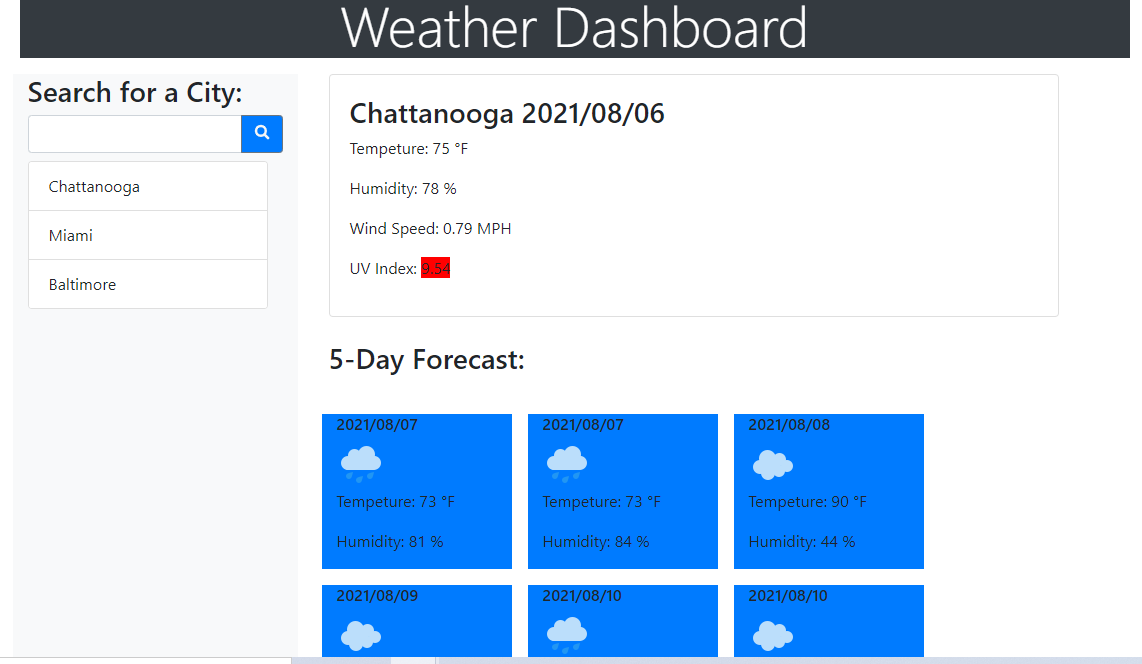 Weather Dashboard
Search for a City:
Chattanooga
Miami
Baltimore
Chattanooga 2021/08/06
Tempeture: 75 °F
Humidity: 78 %
Wind Speed: 0.79 MPH
UV Index: 9.54
5-Day Forecast:
2021/08/07
Tempeture: 73 °F
Humidity: 81 %
2021/08/07
Tempeture: 73 °F
Humidity: 84 %
2021/08/08
Tempeture: 90 °F
Humidity: 44 %
2021/08/09
2021/08/10
2021/08/10